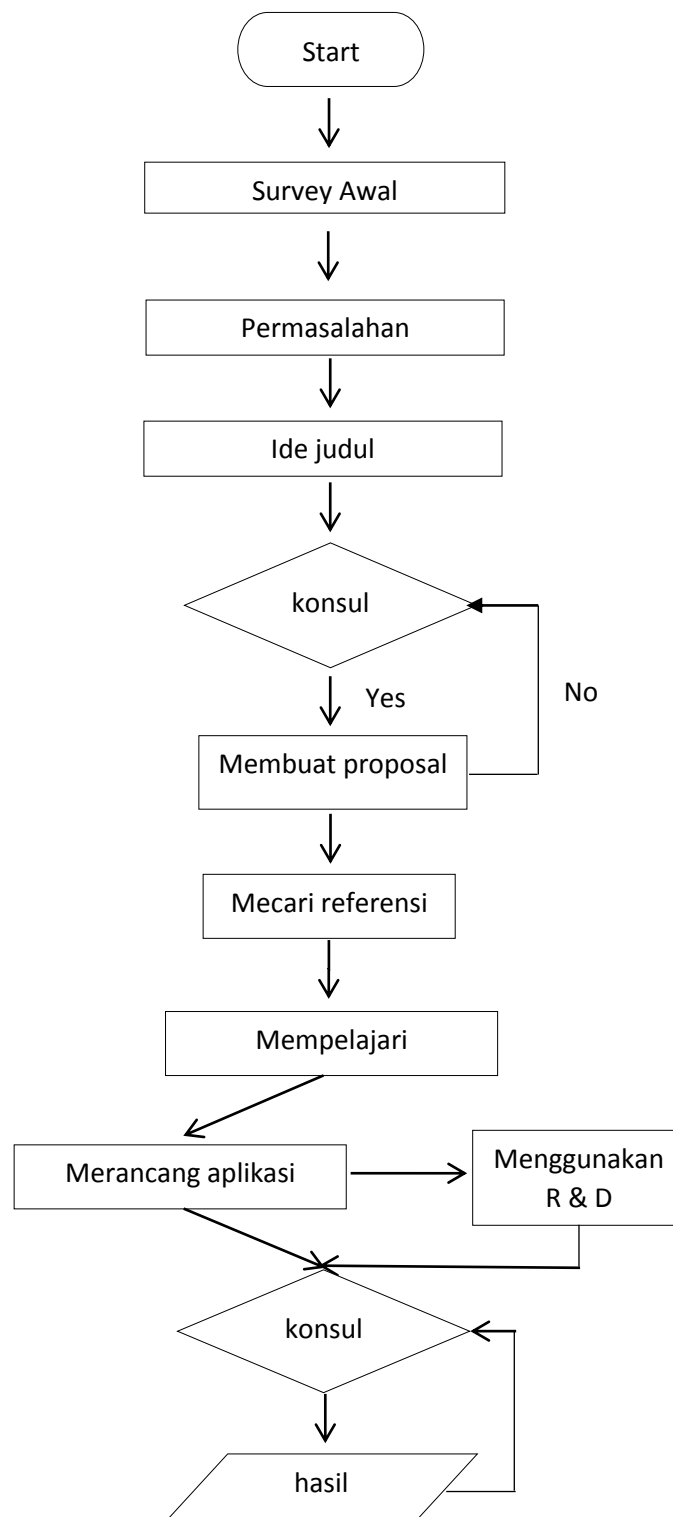 Start
Survey Awal
Permasalahan
Ide judul
konsul
Yes
No
Membuat proposal
Mecari referensi
Mempelajari
Merancang aplikasi
Menggunakan
R & D
konsul
hasil